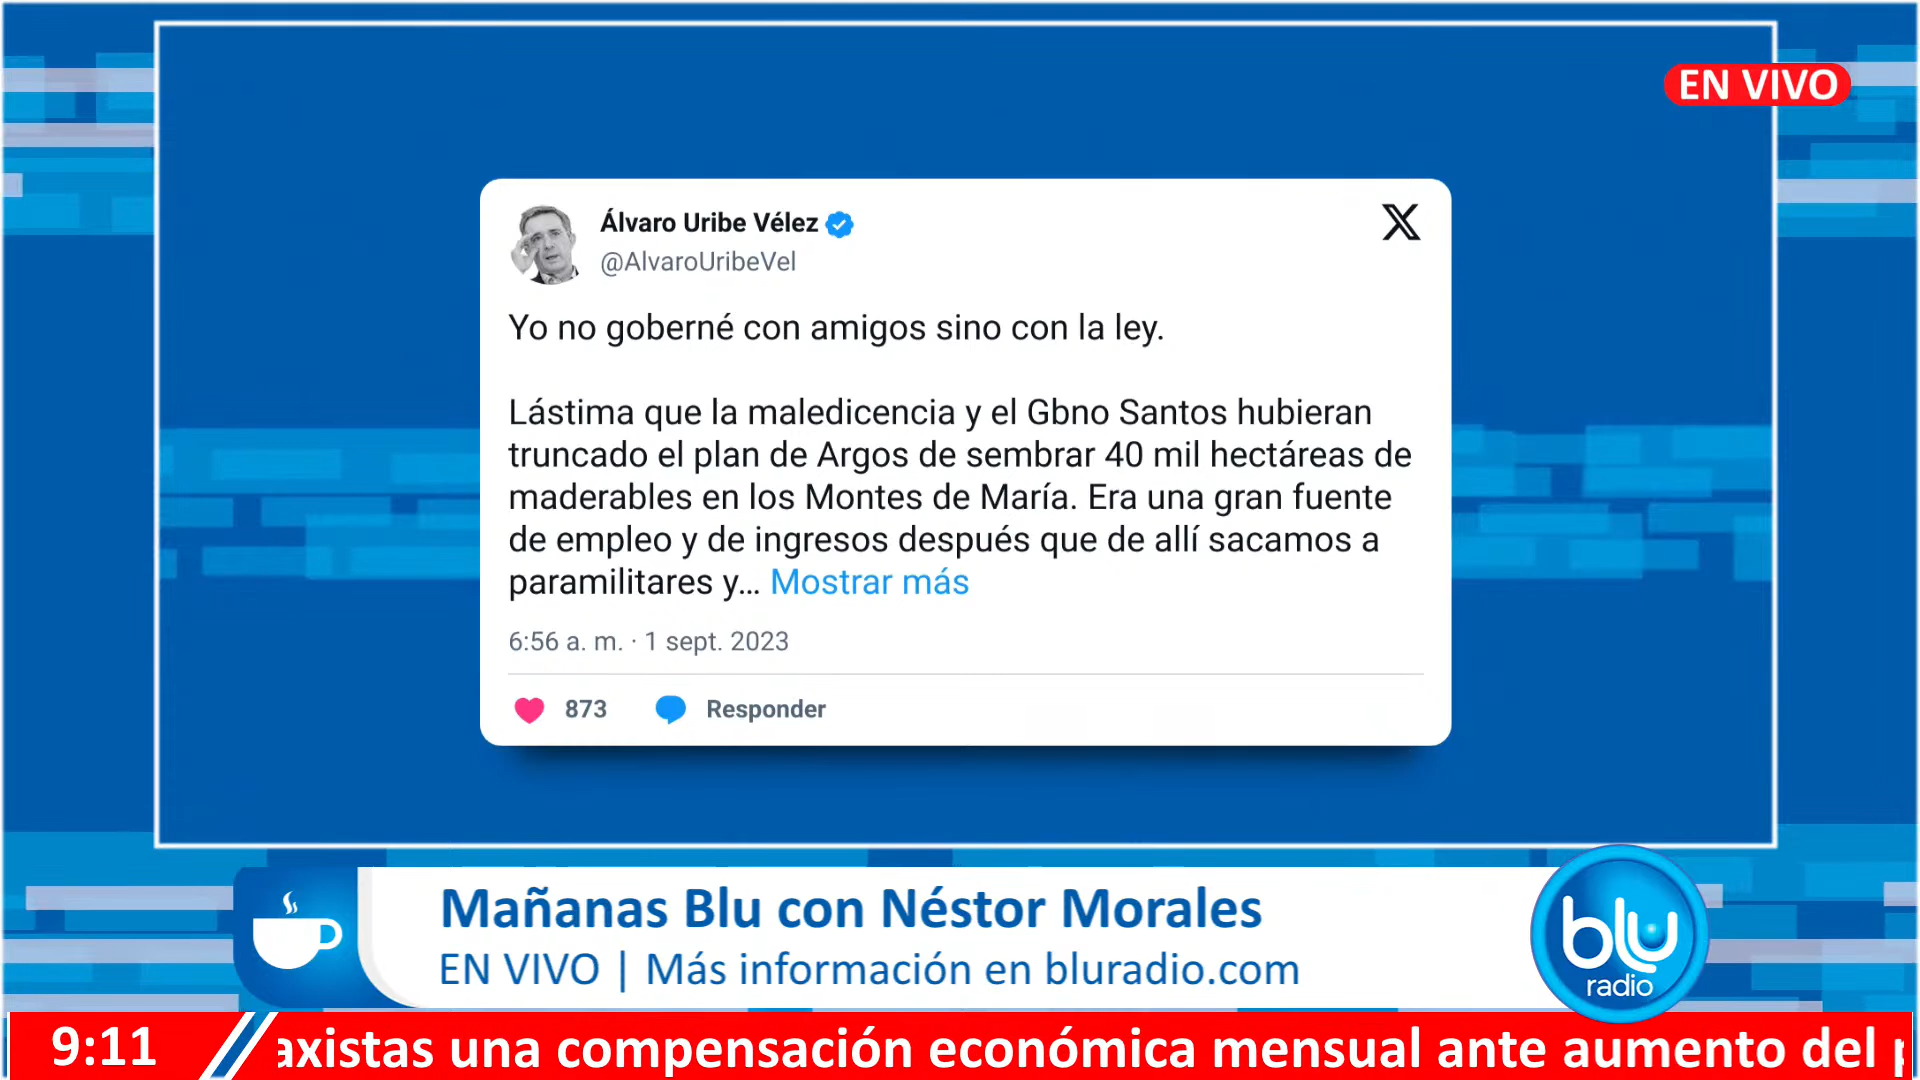 EN VIVO
Álvaro Uribe Vélez
@AlvaroUribeVel
Yo no goberné con amigos sino con la ley.
Lástima que la maledicencia y el Gbno Santos hubieran
truncado el plan de Argos de sembrar 40 mil hectáreas de
maderables en los Montes de María. Era una gran fuente
de empleo y de ingresos después que de allí sacamos a
paramilitares y... Mostrar más
6:56 a. m. · 1 sept. 2023
873 Responder
Mañanas Blu con Néstor Morales
EN VIVO | Más información en bluradio.com
blu
radio
9:11 axistas una compensación económica mensual ante aumento del